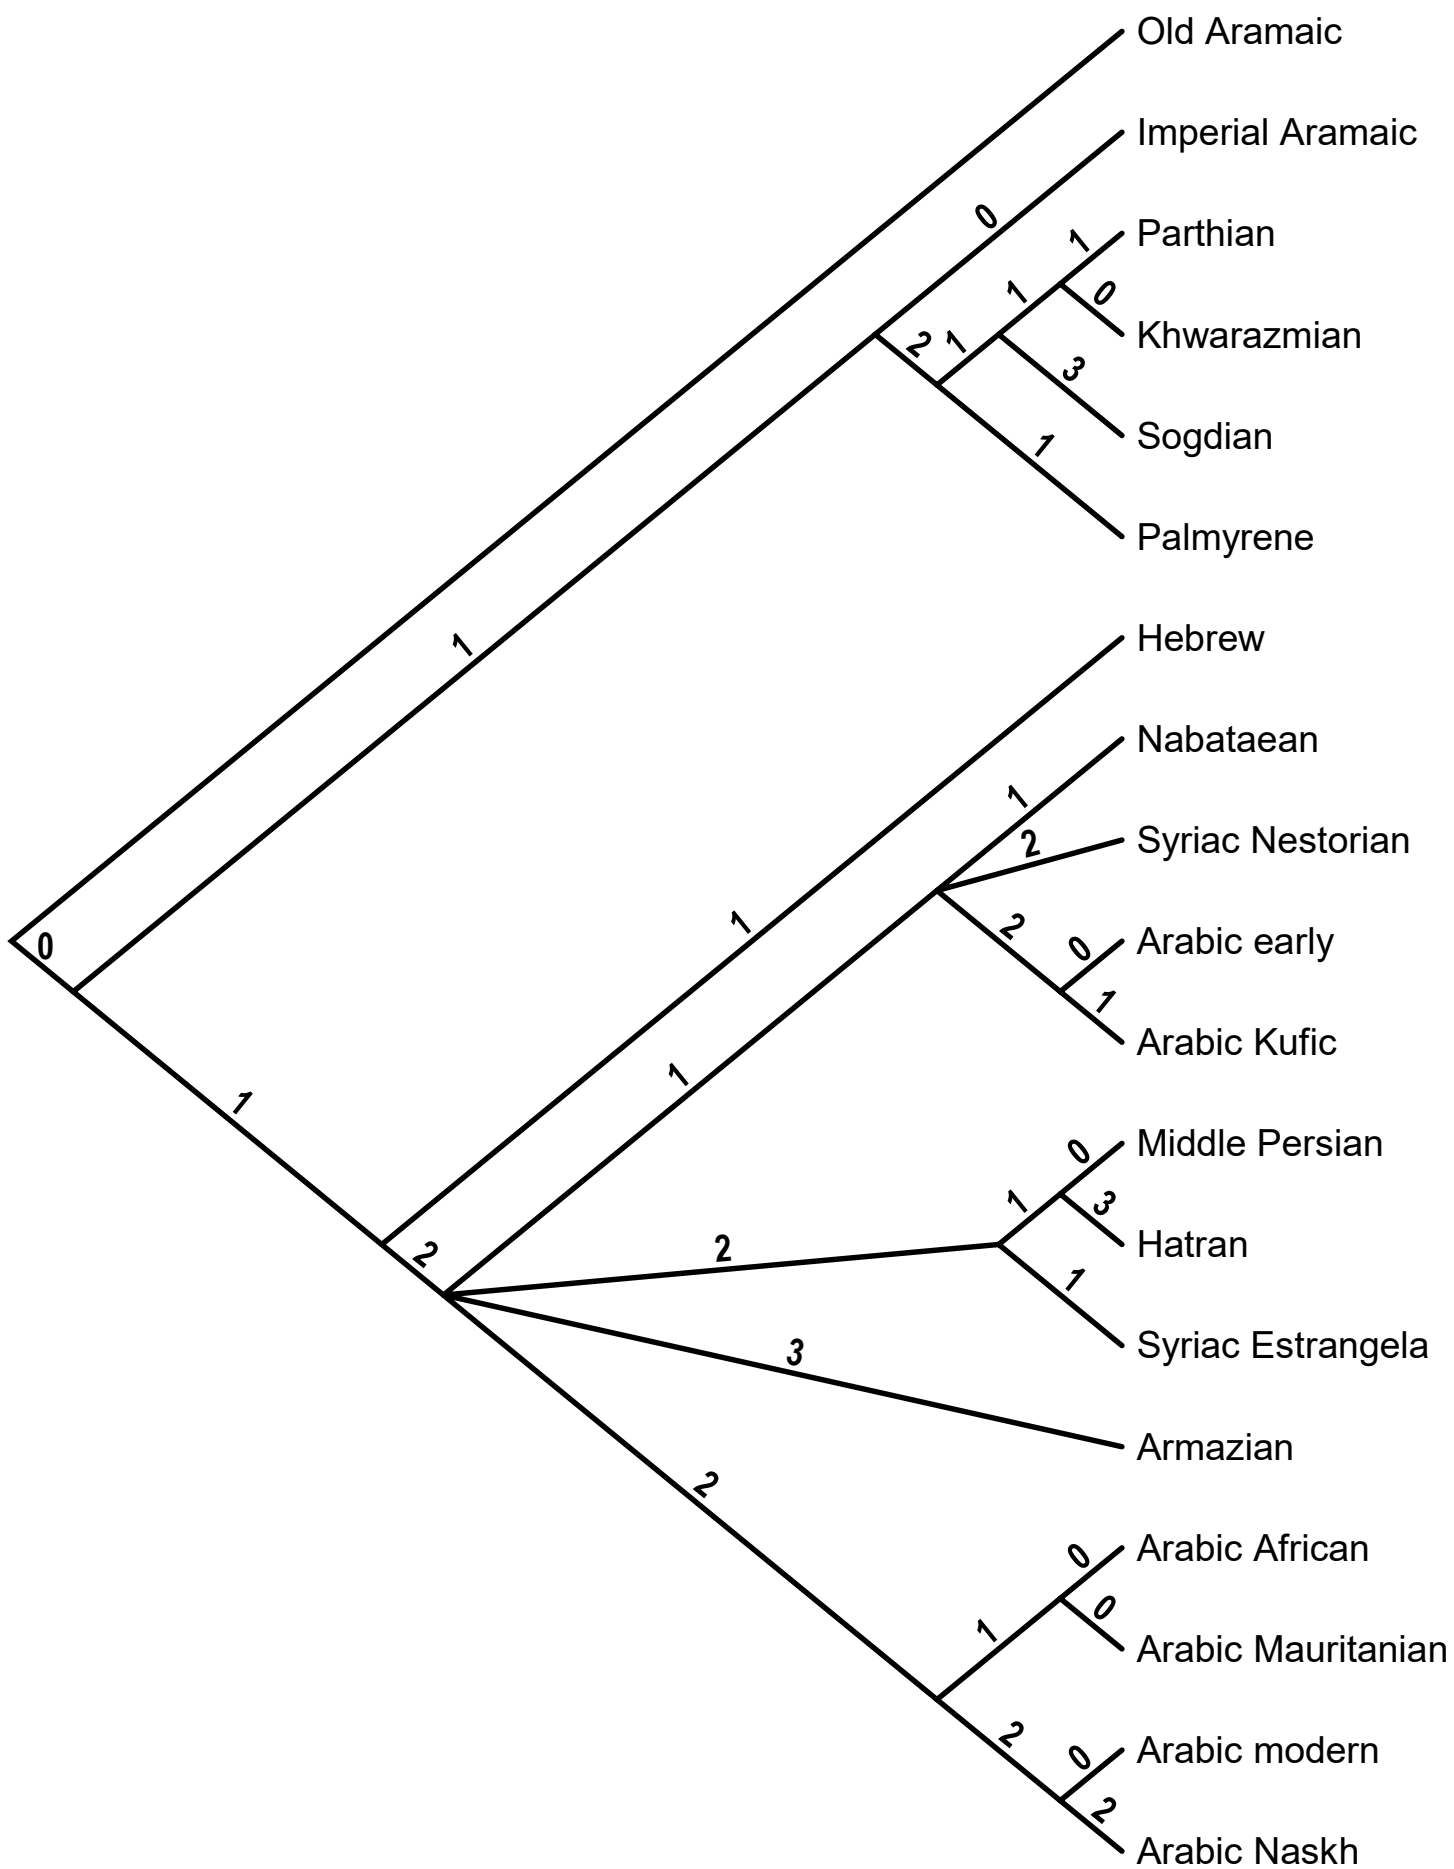 Old Aramaic
Imperial Aramaic
0
Parthian
1
1
0
Khwarazmian
2
1
3
Sogdian
1
Palmyrene
1
Hebrew
Nabataean
1
2
Syriac Nestorian
1
2
0
Arabic early
0
1
Arabic Kufic
1
1
0
Middle Persian
1
3
2
2
Hatran
1
3
Syriac Estrangela
Armazian
2
0
Arabic African
1
0
Arabic Mauritanian
2
0
Arabic modern
2
Arabic Naskh